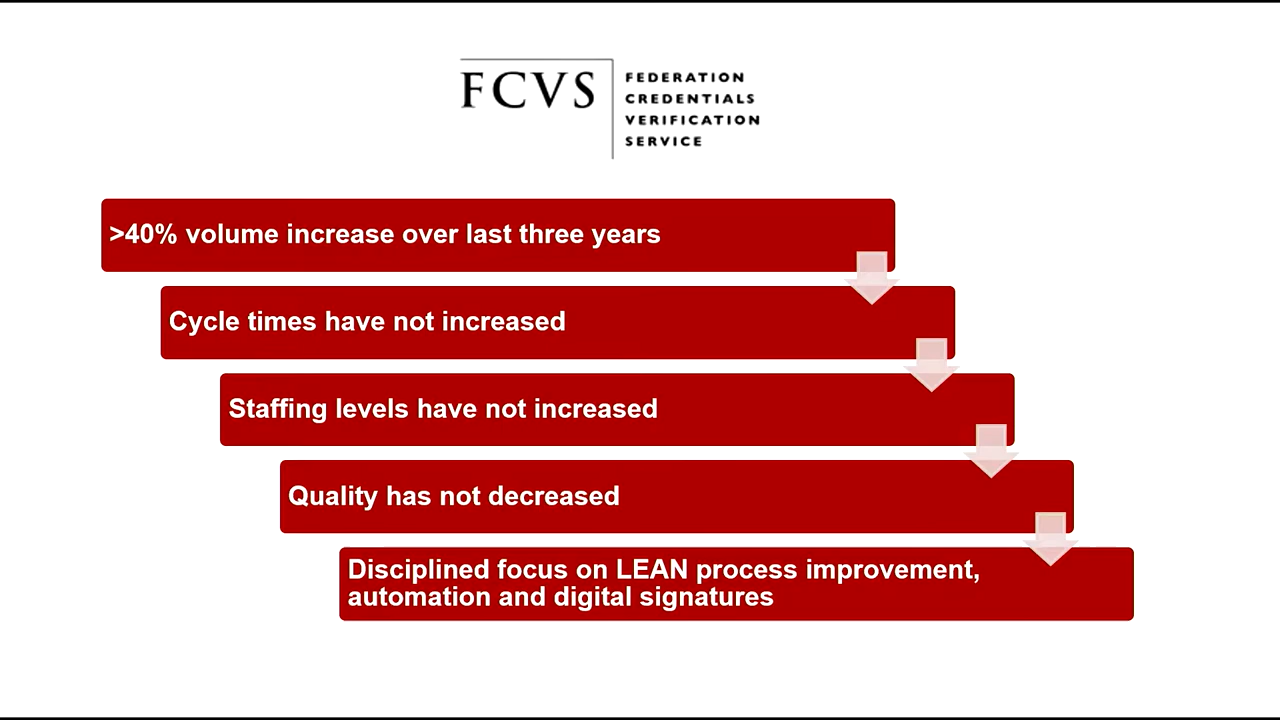 FCVS
FEDERATION
CREDENTIALS
VERIFICATION
SERVICE
>40% volume increase over last three years
Cycle times have not increased
Staffing levels have not increased
Quality has not decreased
Disciplined focus on LEAN process improvement,
automation and digital signatures